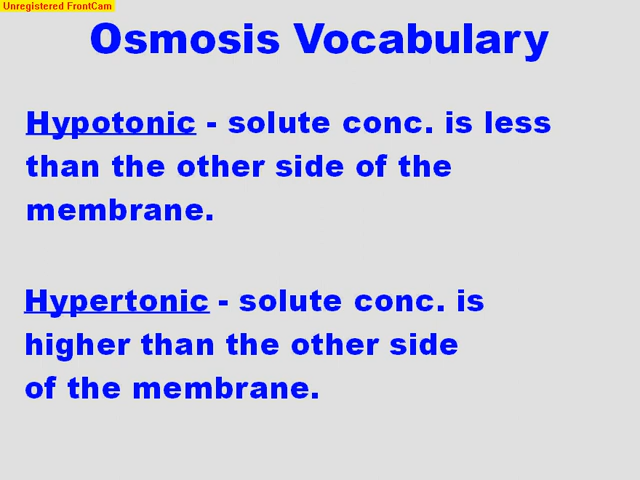 Unregistered FrontCam
Osmosis Vocabulary
Hypotonic - solute conc. is less
than the other side of the
membrane.
Hypertonic - solute conc. is
higher than the other side
of the membrane.